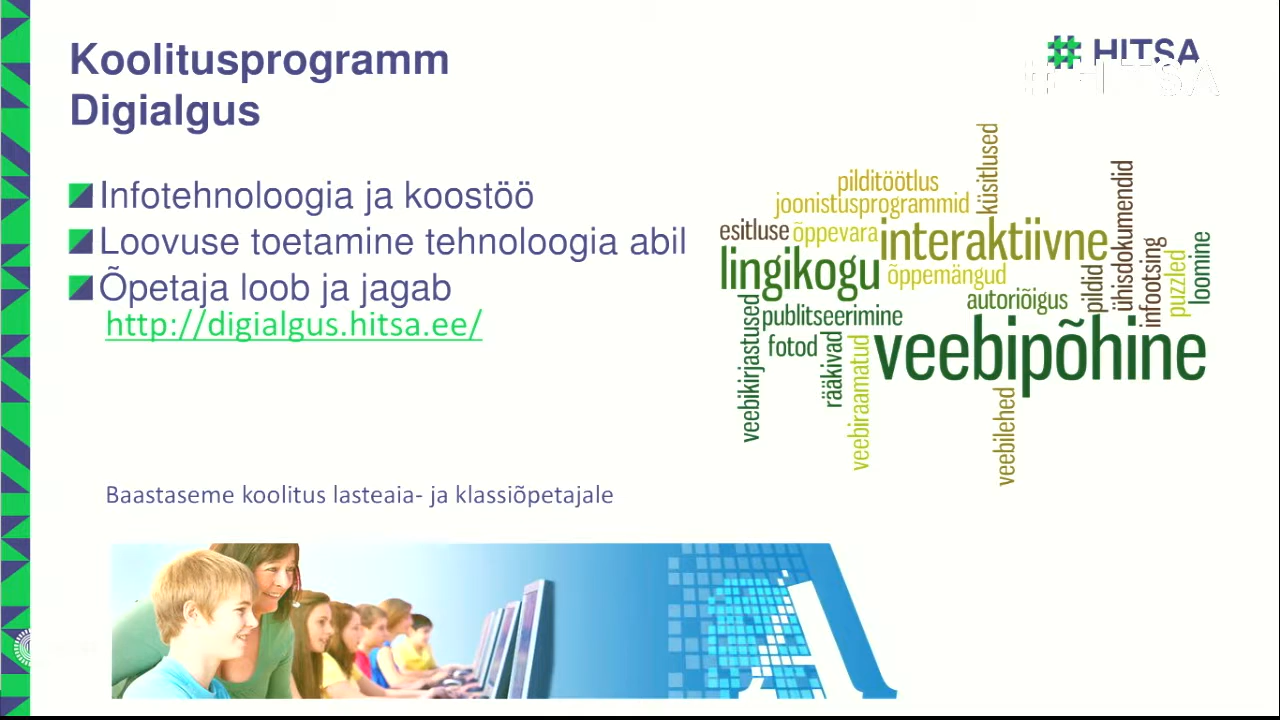 Koolitusprogramm
Digialgus
# HITSA
# HITSA
Infotehnoloogia ja koostöö
Loovuse toetamine tehnoloogia abil
Õpetaja loob ja jagab
http://digialgus.hitsa.ee/
küsitlused
pilditöötlus
joonistusprogrammid
esitluse
õppevara
interaktiivne
ühisdokumendid
lingikogu
õppemängud
pildid
infootsing
puzzled
loomine
autoriõigus
publitseerimine
veebikirjastused
fotod
rääkivad
veebiraamatud
veebipõhine
veebilehed
Baastaseme koolitus lasteaia- ja klassiõpetajale